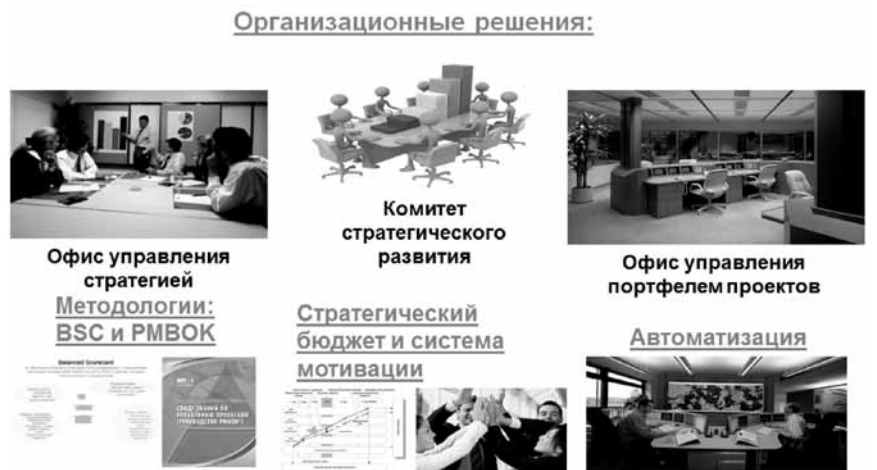 Организационные решения:
Офис управления
стратегией
Комитет
стратегического
развития
Офис управления
портфелем проектов
Методологии:
BSC и PMBOK
Стратегический
бюджет и система
мотивации
Автоматизация
Balanced Scorecard